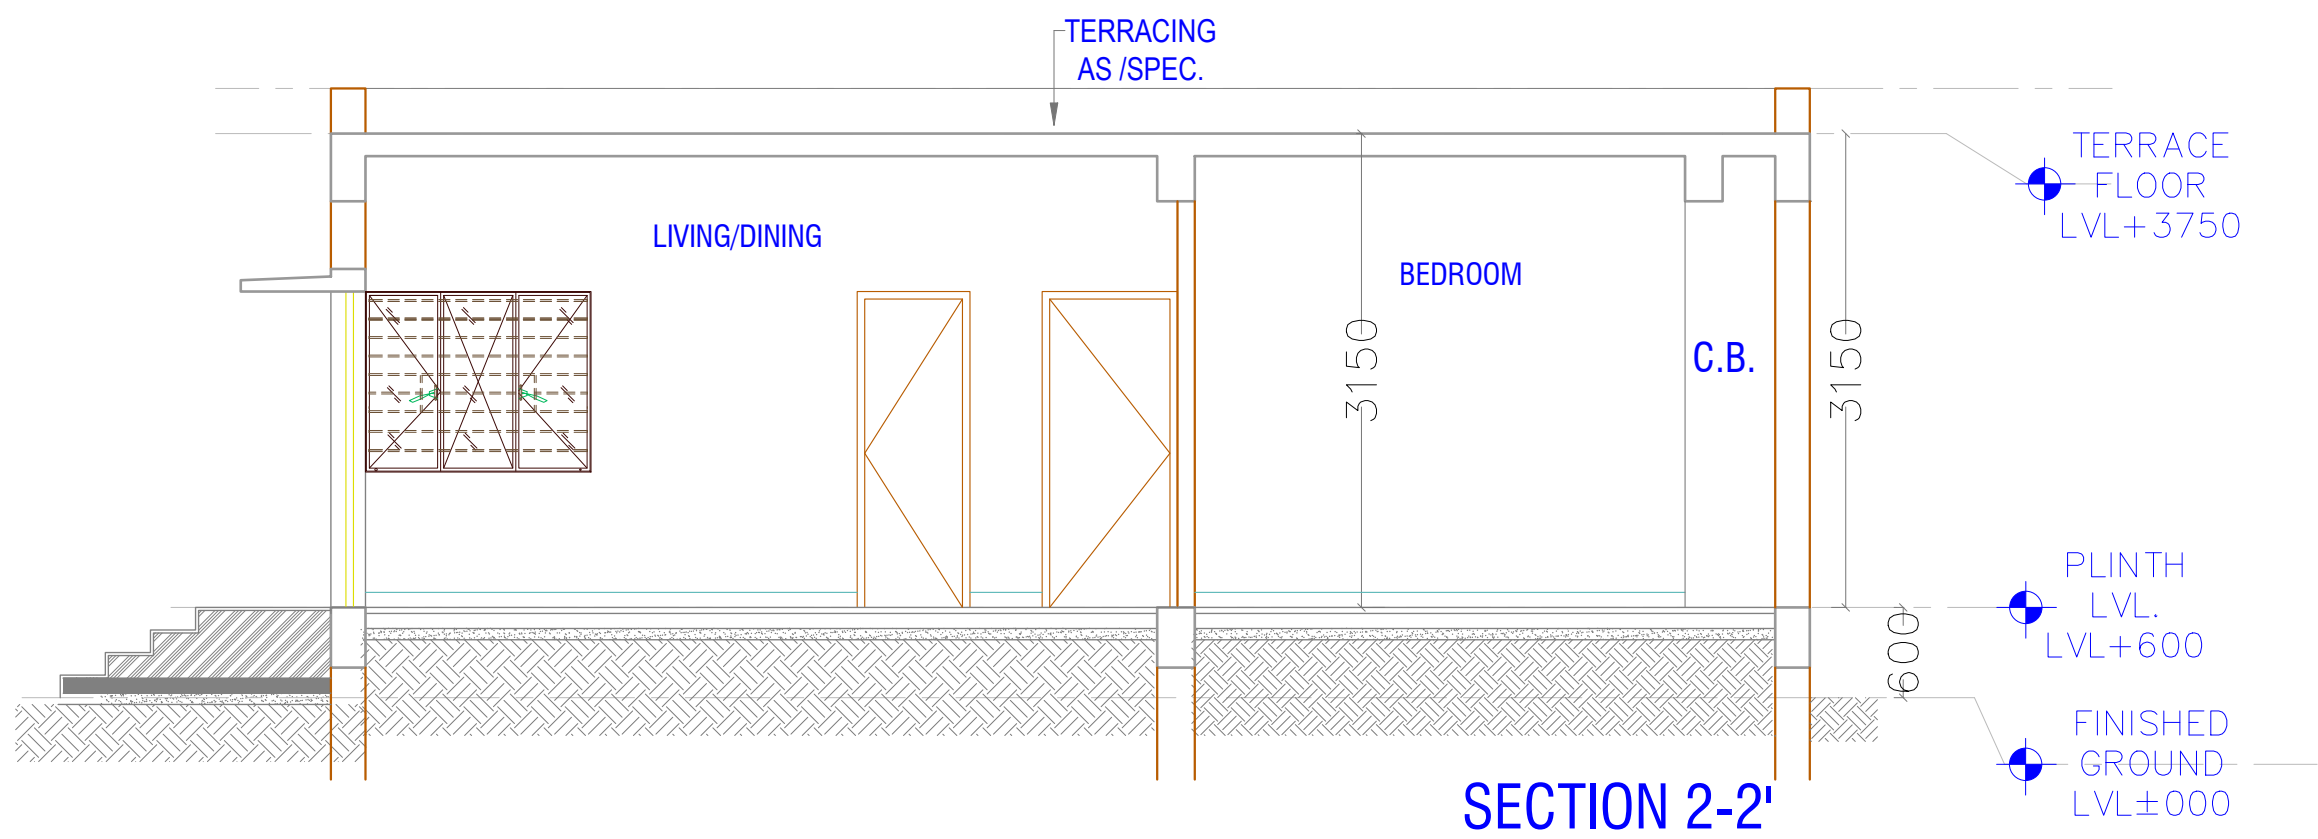 TERRACING
AS /SPEC.
TERRACE
FLOOR
LVL+3750
LIVING/DINING
BEDROOM
3150
C.B.
3150
PLINTH
LVL.
LVL+600
600
FINISHED
GROUND
LVL±000
SECTION 2-2'